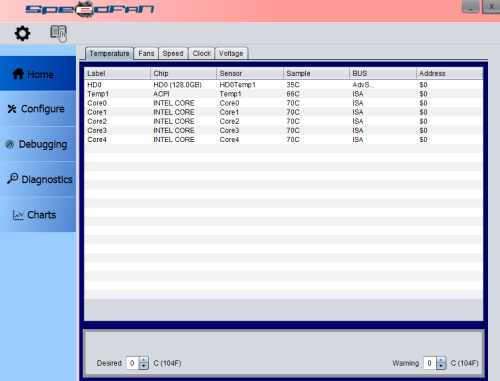 SpeedFan
_ X
Temperature Fans Speed Clock Voltage
Home
Configure
Debugging
Diagnostics
Charts
Label Chip Sensor Sample BUS Address
HD0 HD0 (128.0GB) HD0Temp1 35C AdvS... $0
Temp1 ACPI Temp1 66C ISA $0
Core0 INTEL CORE Core0 70C ISA $0
Core1 INTEL CORE Core1 70C ISA $0
Core2 INTEL CORE Core2 70C ISA $0
Core3 INTEL CORE Core3 70C ISA $0
Core4 INTEL CORE Core4 70C ISA $0
Desired 0 C (104F) Warning 0 C (104F)